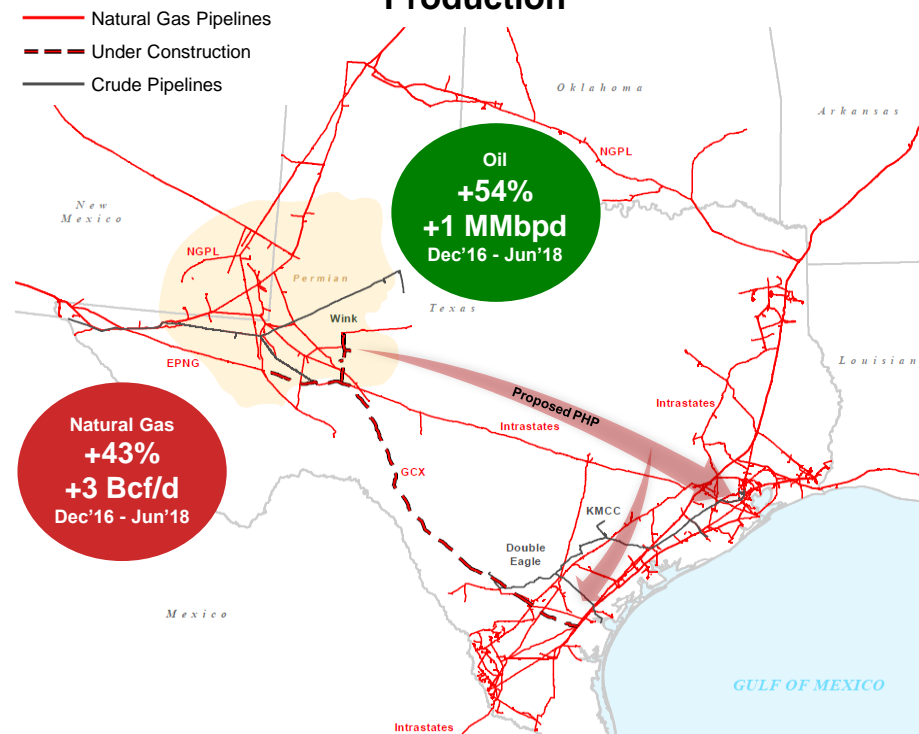 Production
Natural Gas Pipelines
Under Construction
Crude Pipelines
Oklahoma
Arkansas
NGPL
Oil
+54%
+1 MMbpd
Dec'16 - Jun'18
New
Mexico
NGPL
Permian
Texas
Wink
EPNG
Louisian
Proposed PHP
Intrastates
Intrastates
Natural Gas
+43%
+3 Bcf/d
Dec'16 - Jun'18
GCX
KMCC
Double
Eagle
Mexico
GULF OF MEXICO
Intrastates